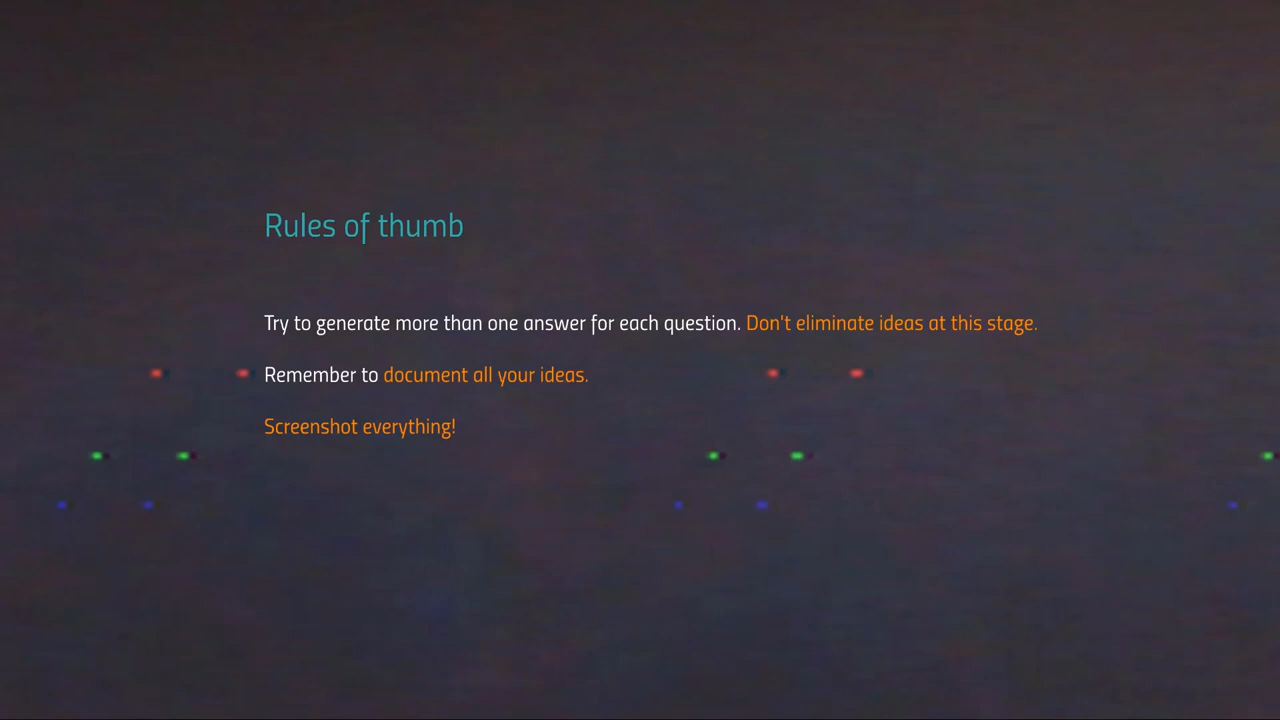 Rules of thumb
Try to generate more than one answer for each question. Don't eliminate ideas at this stage.
Remember to document all your ideas.
Screenshot everything!